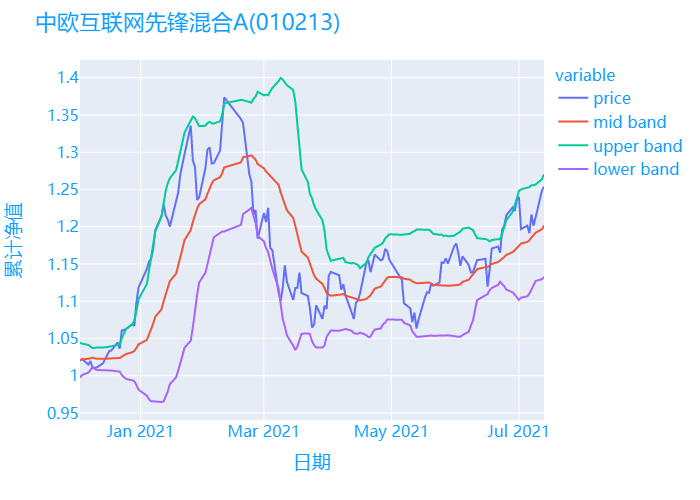 中欧互联网先锋混合A(010213)
variable
price
mid band
upper band
lower band
累计净值
1.4
1.35
1.3
1.25
1.2
1.15
1.1
1.05
1
0.95
Jan 2021
Mar 2021
May 2021
Jul 2021
日期